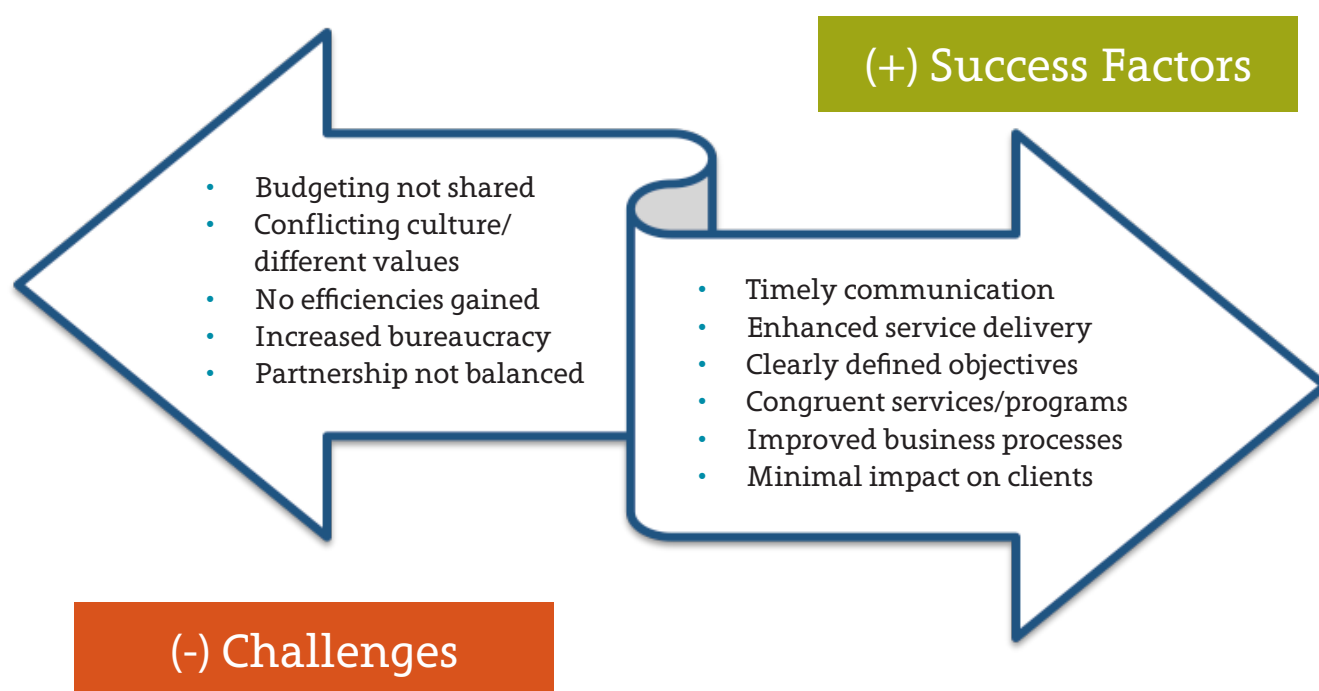 (+) Success Factors
• Budgeting not shared
• Conflicting culture/
different values
• No efficiencies gained
• Increased bureaucracy
• Partnership not balanced
• Timely communication
• Enhanced service delivery
• Clearly defined objectives
• Congruent services/programs
• Improved business processes
• Minimal impact on clients
(-) Challenges